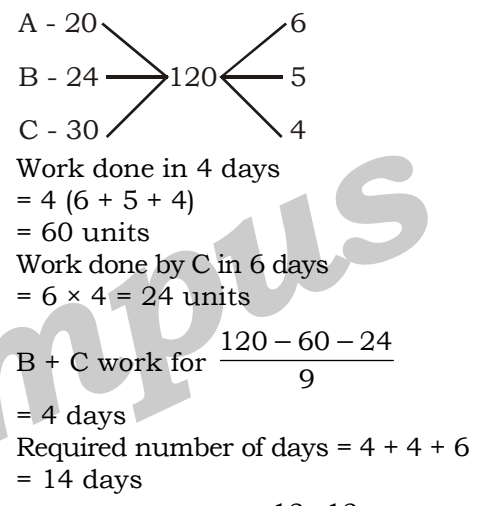 A - 20 6
B - 24 120 5
C - 30 4
Work done in 4 days
= 4 (6 + 5 + 4)
= 60 units
Work done by C in 6 days
= 6 × 4 = 24 units
B + C work for (120 – 60 – 24)/9
= 4 days
Required number of days = 4 + 4 + 6
= 14 days
mpus